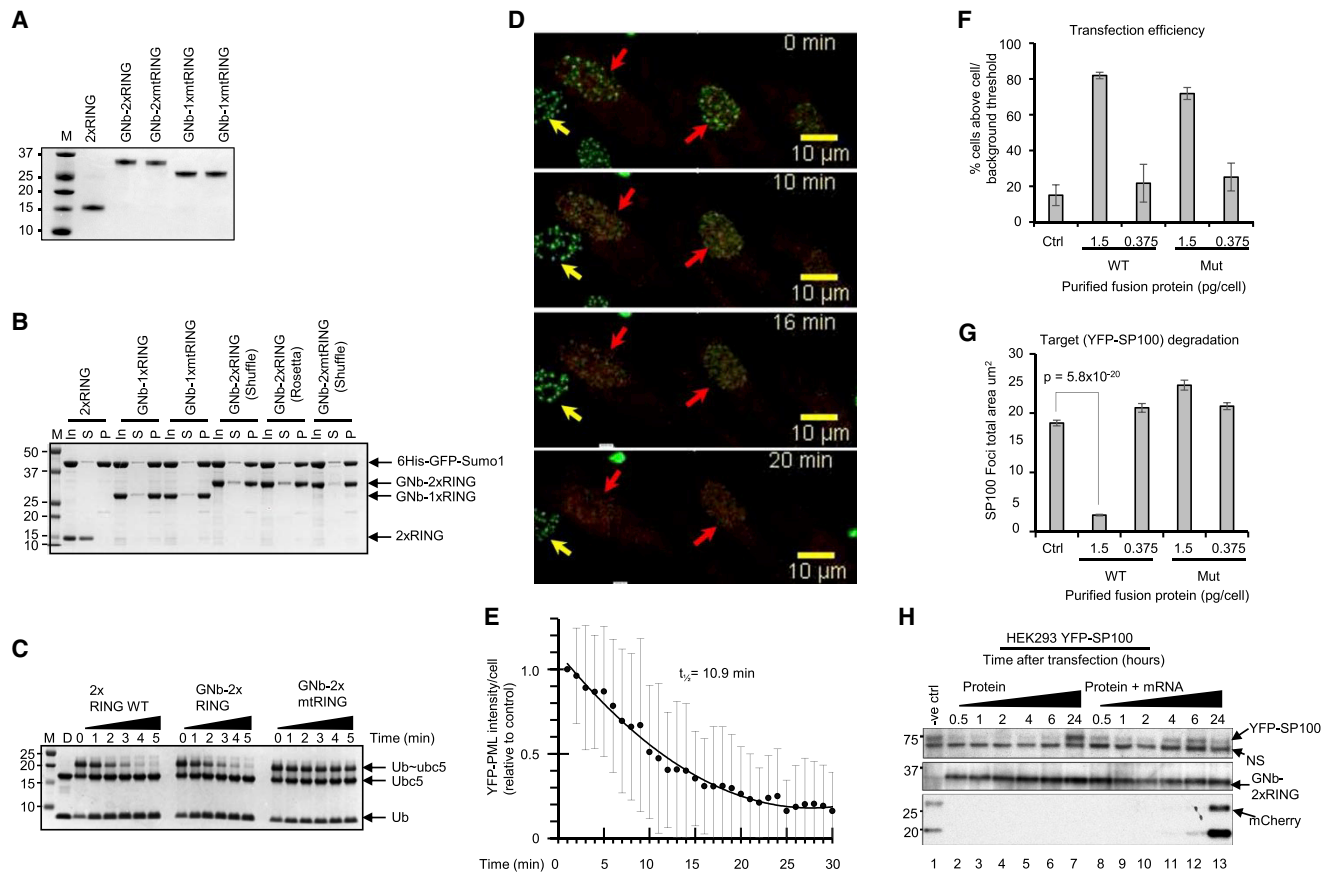 A
M
2xRING
GNb-2xRING
GNb-2xmtRING
GNb-1xmtRING
GNb-1xmtRING
37
25
20
15
10
B
2xRING
GNb-1xRING
GNb-1xmtRING
GNb-2xRING
(Shuffle)
GNb-2xRING
(Rosetta)
GNb-2xmtRING
(Shuffle)
M In S P In S P In S P In S P In S P In S P
50
37
25
20
15
10
6His-GFP-Sumo1
GNb-2xRING
GNb-1xRING
2xRING
C
2x
RING WT
GNb-2x
RING
GNb-2x
mtRING
M D 0 1 2 3 4 5 0 1 2 3 4 5 0 1 2 3 4 5 Time (min)
25
20
15
10
Ub~ubc5
Ubc5
Ub
D
0 min
10 µm
10 min
10 µm
16 min
10 µm
20 min
10 µm
E
YFP-PML intensity/cell
(relative to control)
1.0
0.5
0
t½ = 10.9 min
Time (min) 0 5 10 15 20 25 30
F
Transfection efficiency
% cells above cell/
background threshold
100
80
60
40
20
0
Ctrl 1.5 0.375 1.5 0.375
WT Mut
Purified fusion protein (pg/cell)
G
Target (YFP-SP100) degradation
SP100 Foci total area um²
30
25
20
15
10
5
0
p = 5.8x10⁻²⁰
Ctrl 1.5 0.375 1.5 0.375
WT Mut
Purified fusion protein (pg/cell)
H
HEK293 YFP-SP100
Time after transfection (hours)
-ve ctrl
Protein Protein + mRNA
0.5 1 2 4 6 24 0.5 1 2 4 6 24
75
37
25
20
YFP-SP100
NS
GNb-
2xRING
mCherry
1 2 3 4 5 6 7 8 9 10 11 12 13